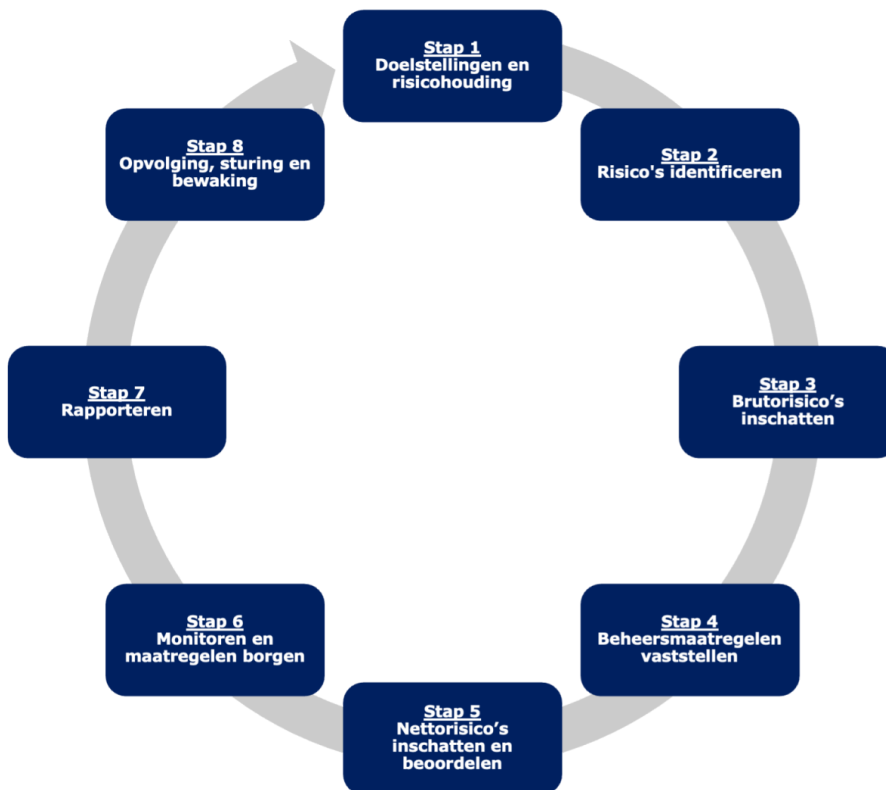 Stap 1
Doelstellingen en
risicohouding
Stap 2
Risico's identificeren
Stap 3
Brutorisico’s
inschatten
Stap 4
Beheersmaatregelen
vaststellen
Stap 5
Nettorisico’s
inschatten en
beoordelen
Stap 6
Monitoren en
maatregelen borgen
Stap 7
Rapporteren
Stap 8
Opvolging, sturing en
bewaking